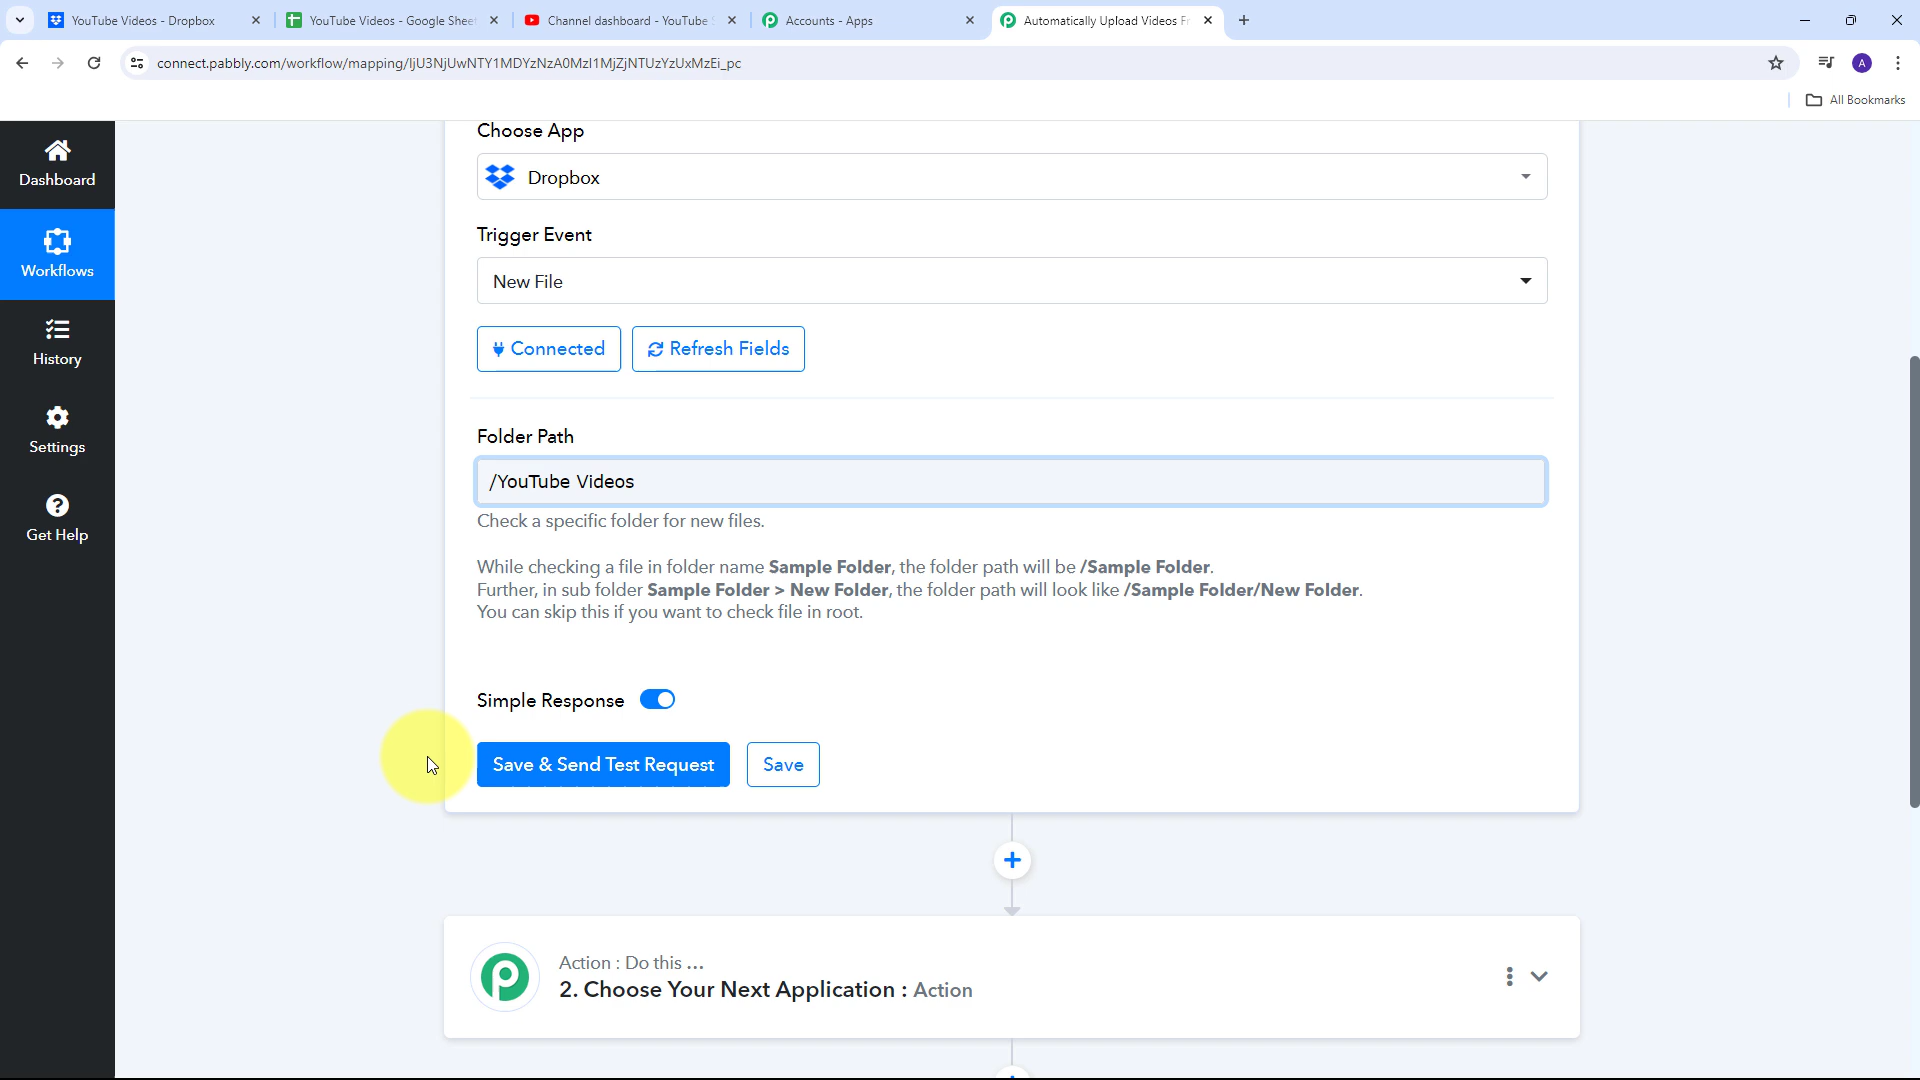 YouTube Videos - Dropbox
YouTube Videos - Google Shee
Channel dashboard - YouTube
Accounts - Apps
Automatically Upload Videos Fr
connect.pabbly.com/workflow/mapping/
All Bookmarks
A
Dashboard
Workflows
History
Settings
Get Help
Choose App
Dropbox
Trigger Event
New File
Connected
Refresh Fields
Folder Path
/YouTube Videos
Check a specific folder for new files.
While checking a file in folder name Sample Folder, the folder path will be /Sample Folder.
Further, in sub folder Sample Folder > New Folder, the folder path will look like /Sample Folder/New Folder.
You can skip this if you want to check file in root.
Simple Response
Save & Send Test Request
Save
Action : Do this ...
2. Choose Your Next Application : Action